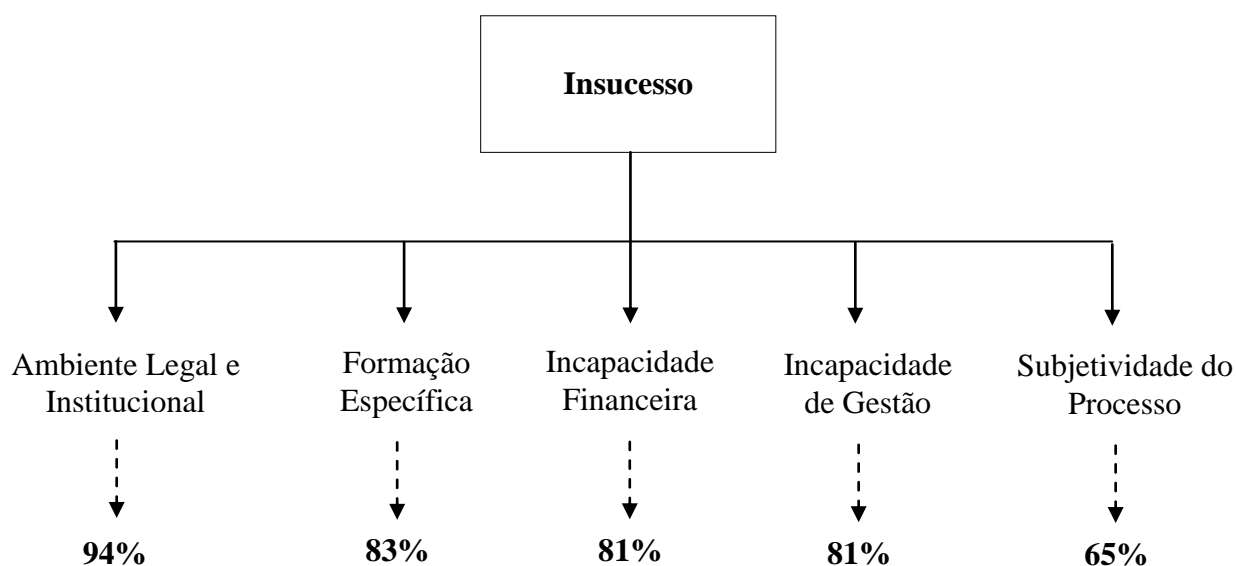 Insucesso
Ambiente Legal e
Institucional
Formação
Específica
Incapacidade
Financeira
Incapacidade
de Gestão
Subjetividade do
Processo
94%
83%
81%
81%
65%